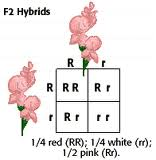 F2 Hybrids
R r
R RR Rr
r Rr rr
1/4 red (RR); 1/4 white (rr);
1/2 pink (Rr).